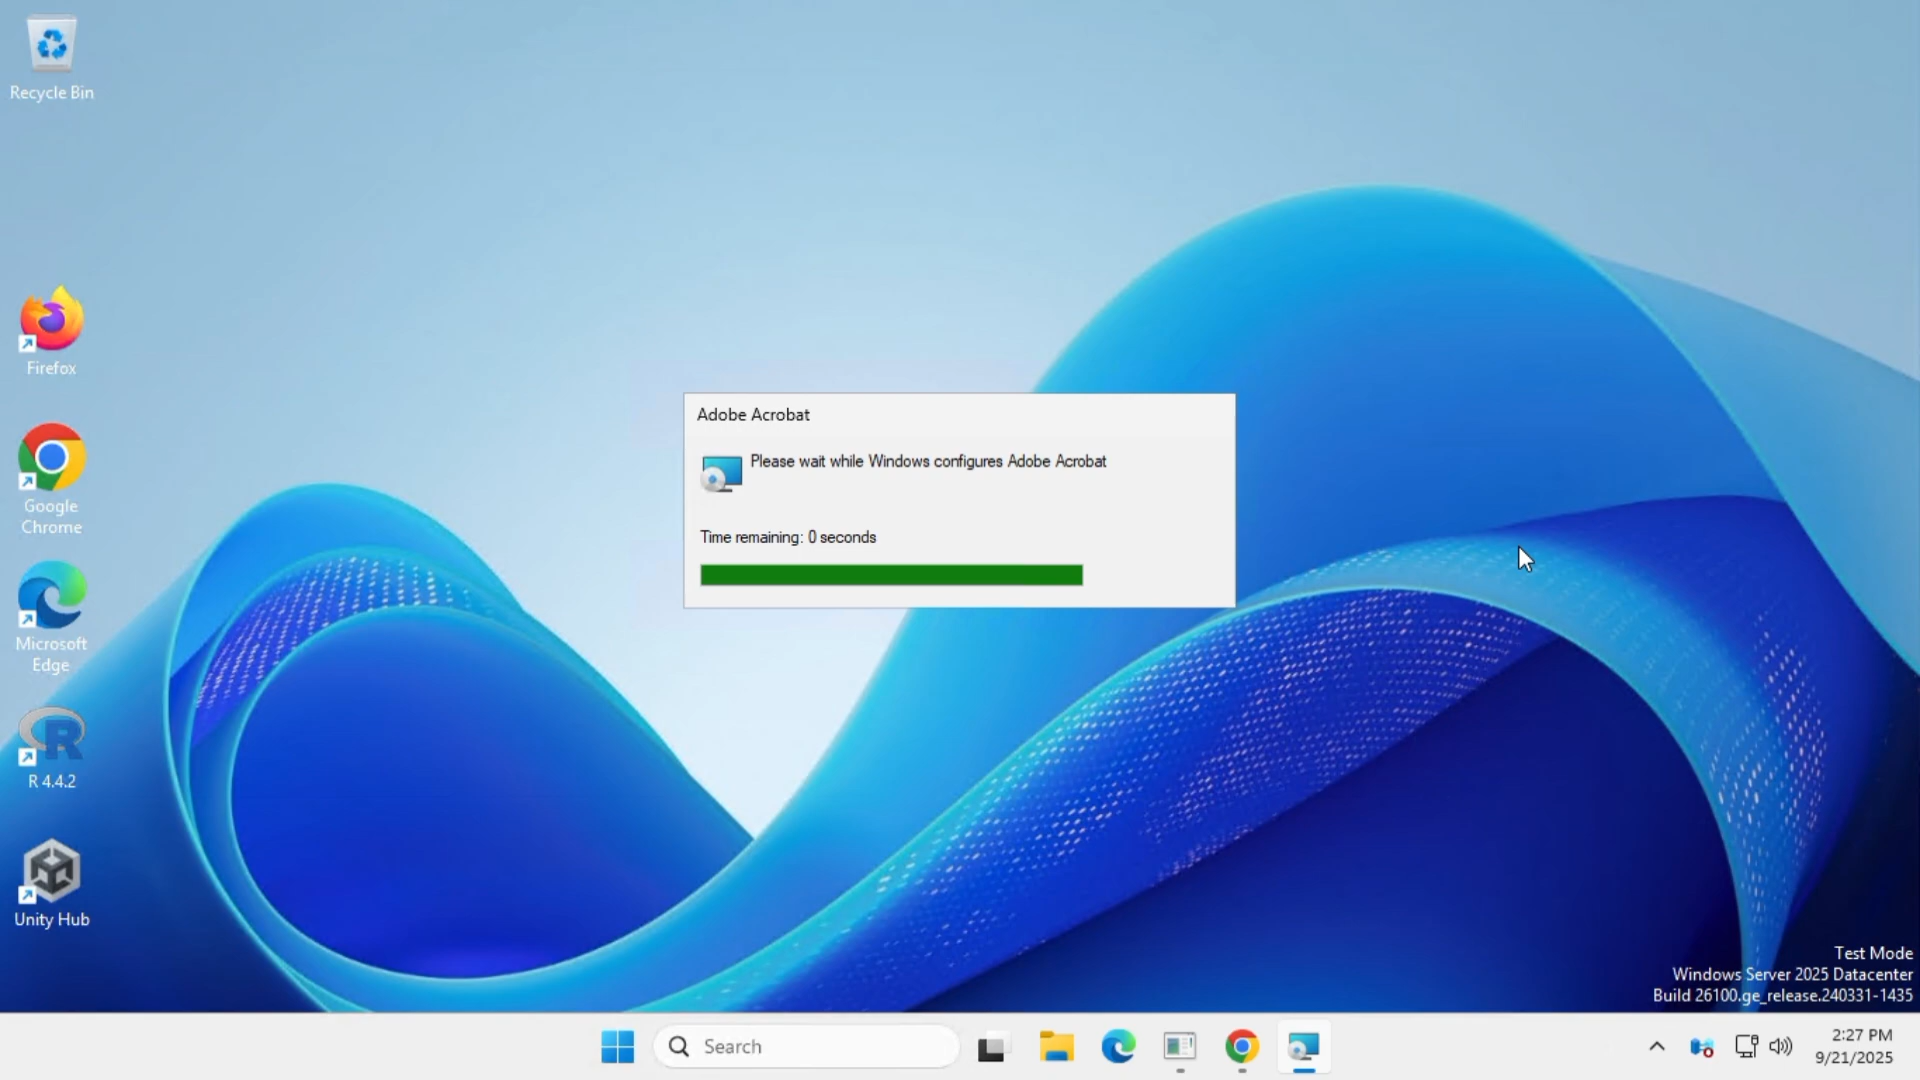 Recycle Bin
Firefox
Google
Chrome
Microsoft
Edge
R 4.4.2
Unity Hub
Adobe Acrobat
Please wait while Windows configures Adobe Acrobat
Time remaining: 0 seconds
Test Mode
Windows Server 2025 Datacenter
Build 26100.ge_release.240331-1435
Search
2:27 PM
9/21/2025